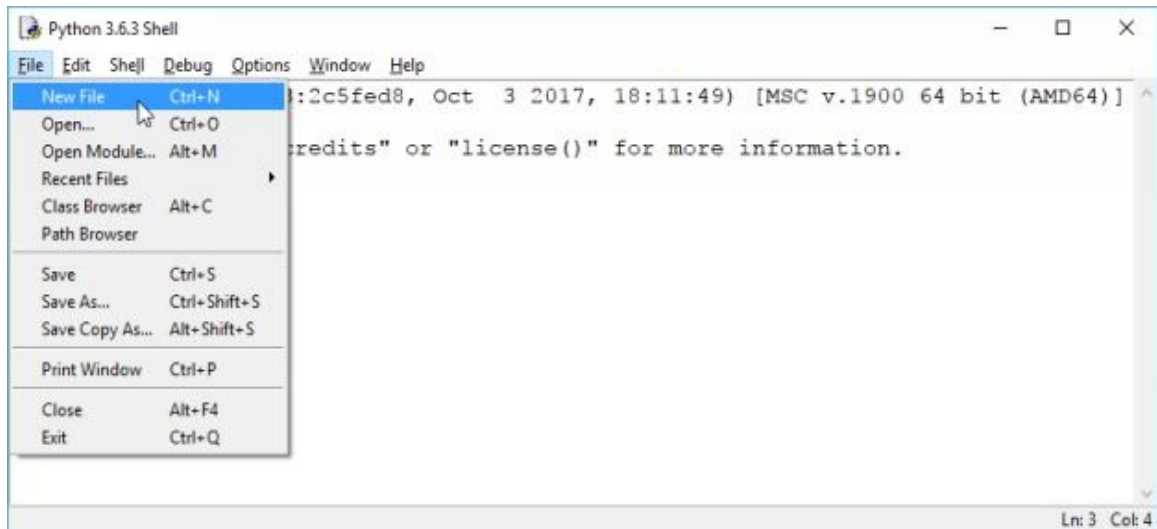 Python 3.6.3 Shell
File Edit Shell Debug Options Window Help
New File Ctrl+N
Open... Ctrl+O
Open Module... Alt+M
Recent Files
Class Browser Alt+C
Path Browser
Save Ctrl+S
Save As... Ctrl+Shift+S
Save Copy As... Alt+Shift+S
Print Window Ctrl+P
Close Alt+F4
Exit Ctrl+Q
:2c5fed8, Oct 3 2017, 18:11:49) [MSC v.1900 64 bit (AMD64)]
redits" or "license()" for more information.
Ln: 3 Col: 4